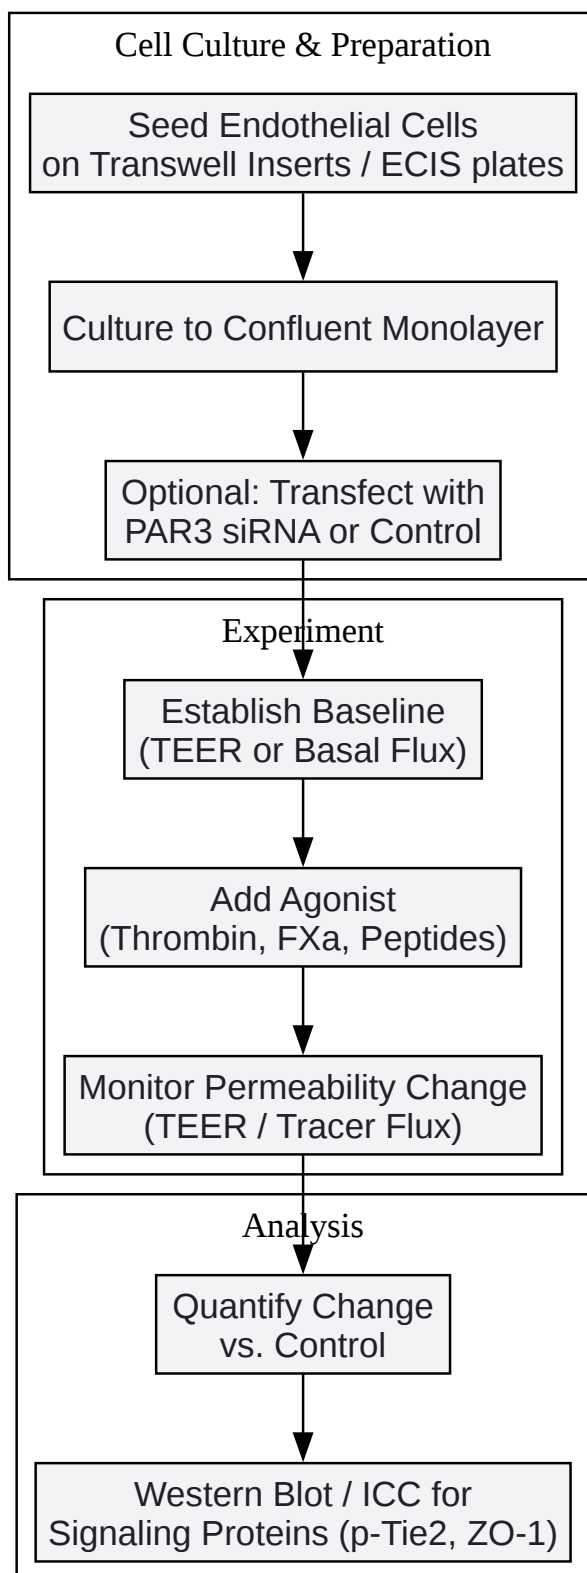 Cell Culture & Preparation
Seed Endothelial Cells
on Transwell Inserts / ECIS plates
Culture to Confluent Monolayer
Optional: Transfect with
PAR3 siRNA or Control
Experiment
Establish Baseline
(TEER or Basal Flux)
Add Agonist
(Thrombin, FXa, Peptides)
Monitor Permeability Change
(TEER / Tracer Flux)
Analysis
Quantify Change
vs. Control
Western Blot / ICC for
Signaling Proteins (p-Tie2, ZO-1)